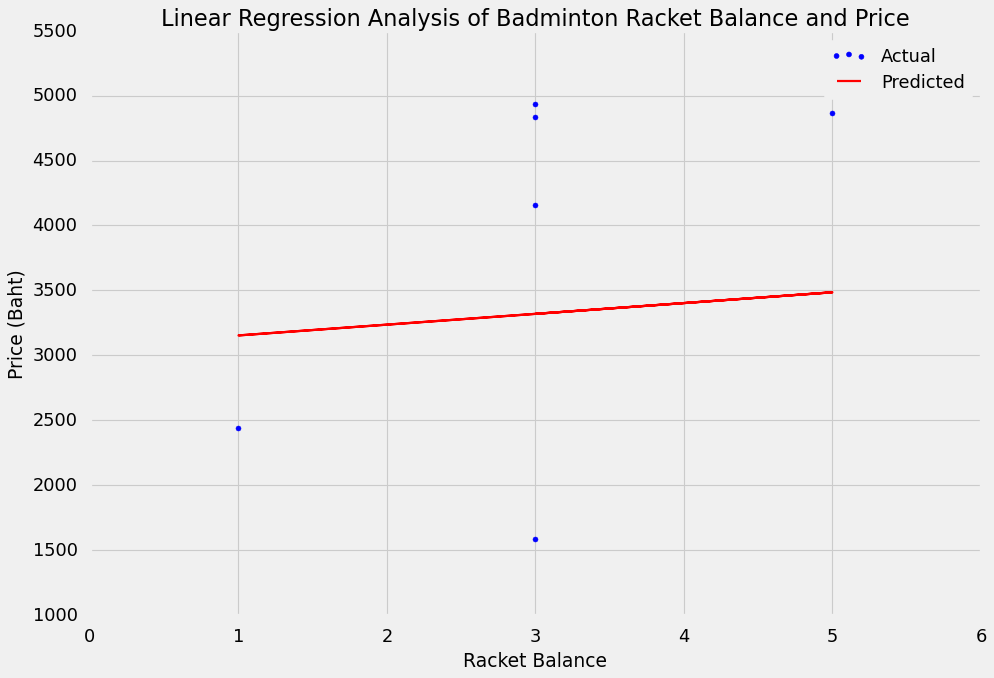 Linear Regression Analysis of Badminton Racket Balance and Price
5500
5000
4500
4000
3500
3000
2500
2000
1500
1000
Price (Baht)
Actual
Predicted
0 1 2 3 4 5 6
Racket Balance